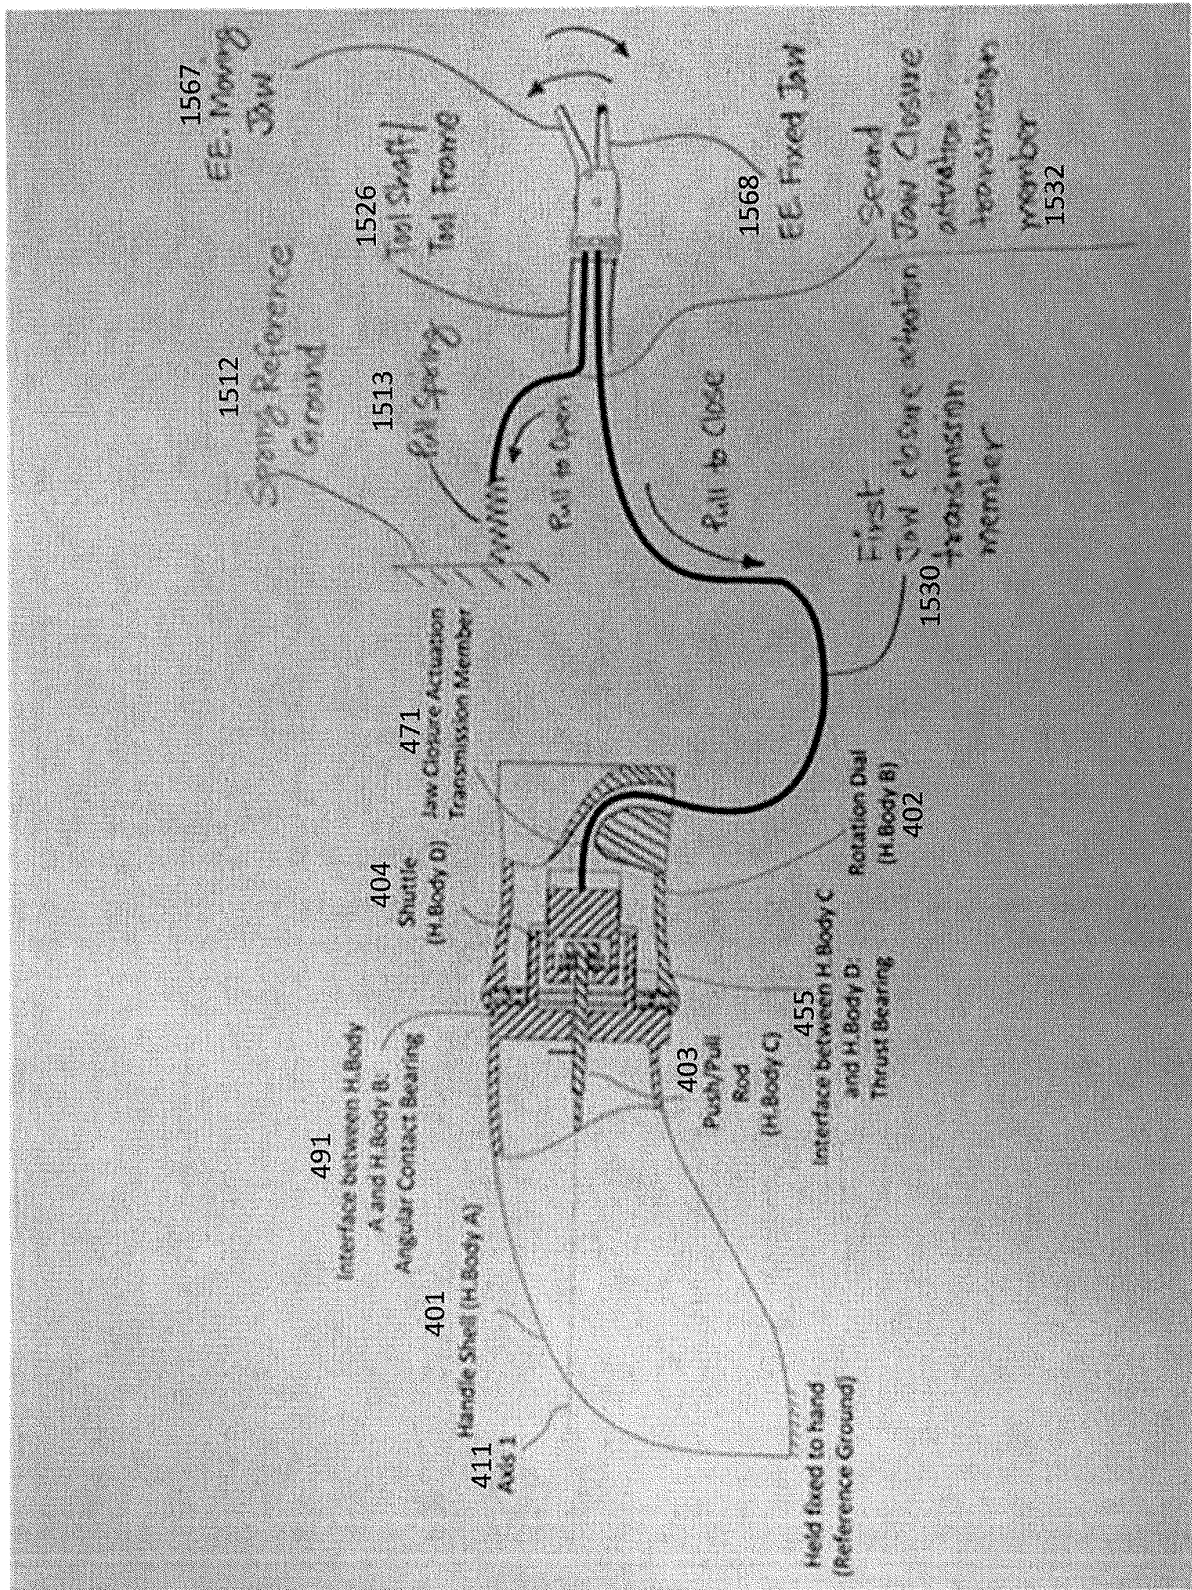 1567
EE. Moving
Jaw
1512
Spring Reference
Ground
491
Interface between H.Body
A and H.Body B:
Angular Contact Bearing
1526
Tool Shaft/
Tool Frame
1513
Pull Spring
404
Shuttle
(H.Body D)
471
Jaw Closure Actuation
Transmission Member
401
Handle Shell (H.Body A)
411
Axis 1
Pull to Open
403
Push/Pull
Rod
(H.Body C)
Pull to Close
1568
EE. Fixed Jaw
455
Interface between H.Body C
and H.Body D:
Thrust Bearing
Rotation Dial
(H.Body B)
402
Held fixed to hand
(Reference Ground)
First
Jaw closure actuation
transmission
member
1530
Second
Jaw Closure
actuation
transmission
member
1532